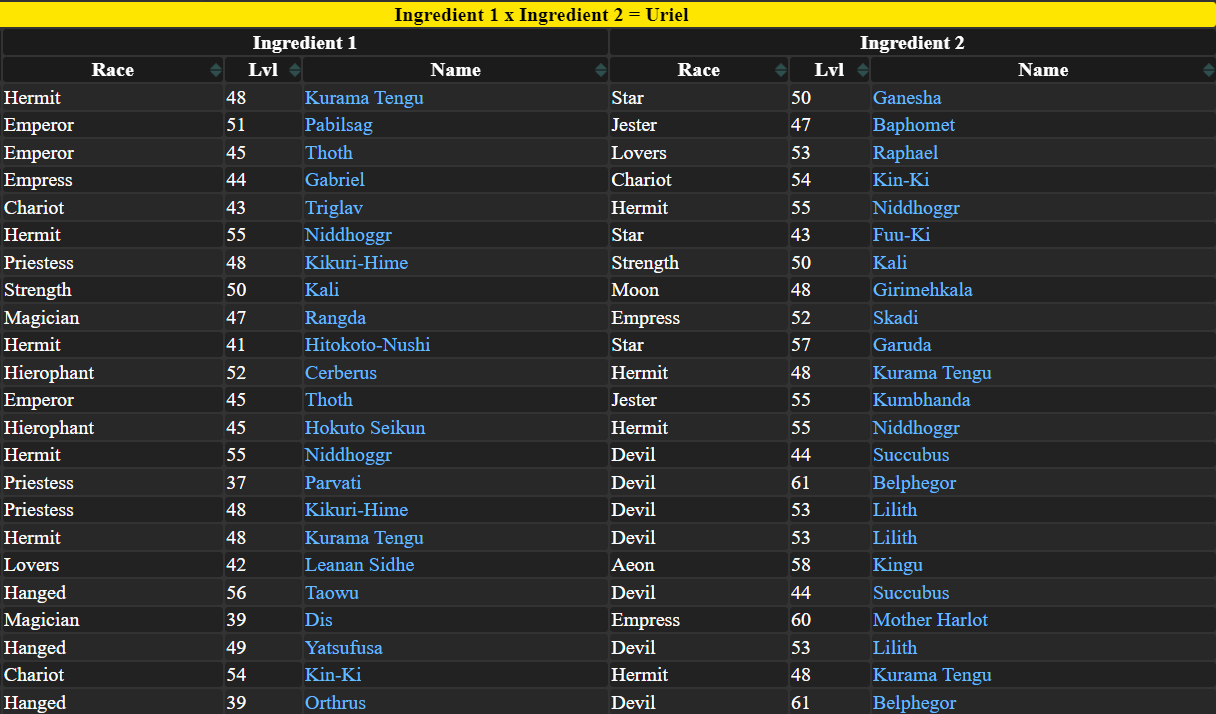 Ingredient 1 x Ingredient 2 = Uriel
Ingredient 1 Ingredient 2
Race Lvl Name Race Lvl Name
Hermit 48 Kurama Tengu Star 50 Ganesha
Emperor 51 Pabilsag Jester 47 Baphomet
Emperor 45 Thoth Lovers 53 Raphael
Empress 44 Gabriel Chariot 54 Kin-Ki
Chariot 43 Triglav Hermit 55 Niddhoggr
Hermit 55 Niddhoggr Star 43 Fuu-Ki
Priestess 48 Kikuri-Hime Strength 50 Kali
Strength 50 Kali Moon 48 Girimehkala
Magician 47 Rangda Empress 52 Skadi
Hermit 41 Hitokoto-Nushi Star 57 Garuda
Hierophant 52 Cerberus Hermit 48 Kurama Tengu
Emperor 45 Thoth Jester 55 Kumbhanda
Hierophant 45 Hokuto Seikun Hermit 55 Niddhoggr
Hermit 55 Niddhoggr Devil 44 Succubus
Priestess 37 Parvati Devil 61 Belphegor
Priestess 48 Kikuri-Hime Devil 53 Lilith
Hermit 48 Kurama Tengu Devil 53 Lilith
Lovers 42 Leanan Sidhe Aeon 58 Kingu
Hanged 56 Taowu Devil 44 Succubus
Magician 39 Dis Empress 60 Mother Harlot
Hanged 49 Yatsufusa Devil 53 Lilith
Chariot 54 Kin-Ki Hermit 48 Kurama Tengu
Hanged 39 Orthrus Devil 61 Belphegor